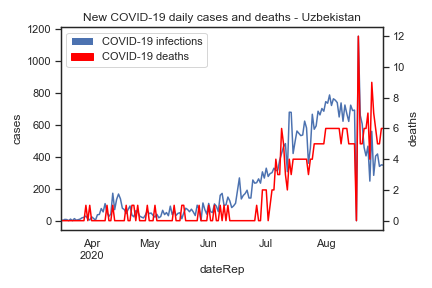 New COVID-19 daily cases and deaths - Uzbekistan
COVID-19 infections
COVID-19 deaths
1200
1000
800
600
400
200
0
cases
12
10
8
6
4
2
0
deaths
Apr
2020
May
Jun
Jul
Aug
dateRep